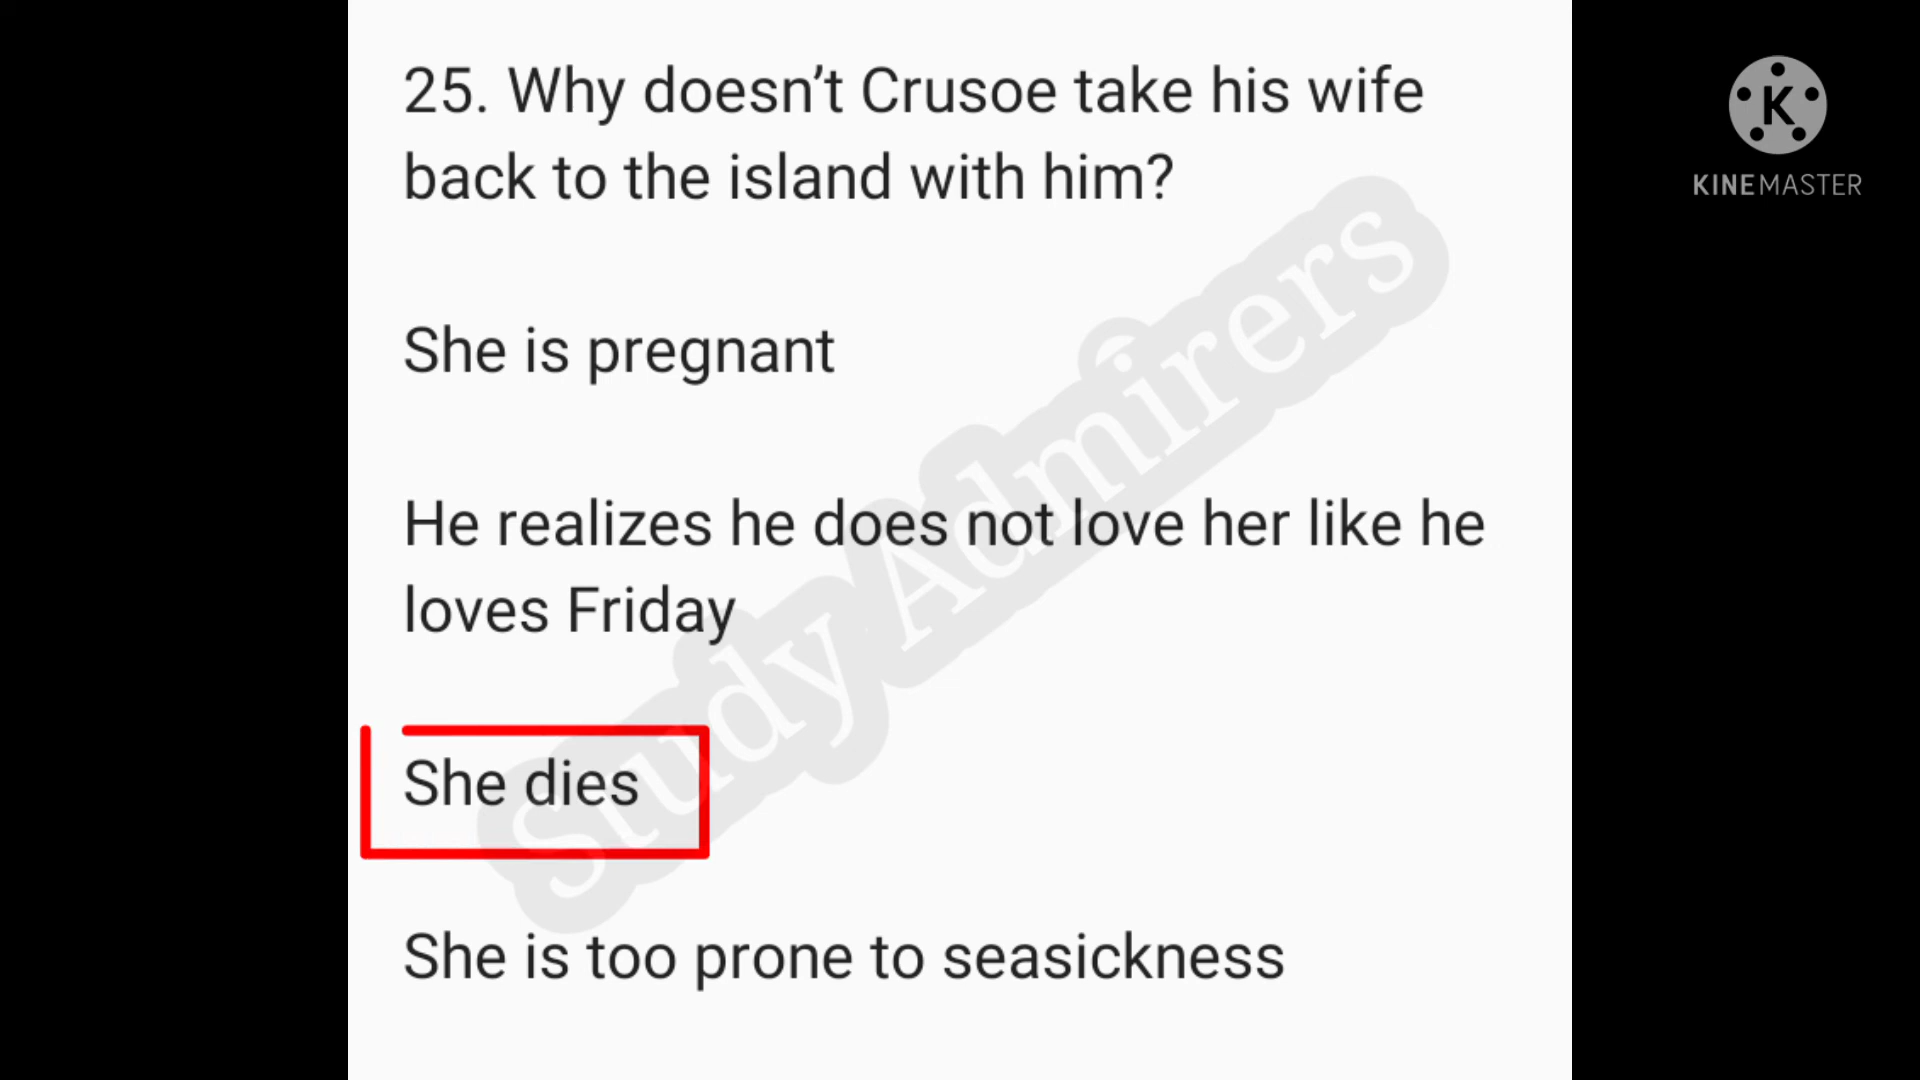 25. Why doesn’t Crusoe take his wife
back to the island with him?
She is pregnant
He realizes he does not love her like he
loves Friday
She dies
She is too prone to seasickness
Study Admirers
K
KINEMASTER